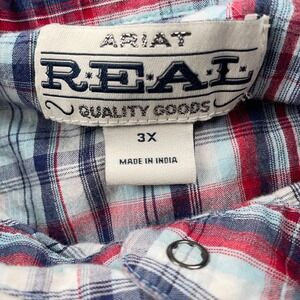 ARIAT
R.E.A.L
QUALITY GOODS
3X
MADE IN INDIA